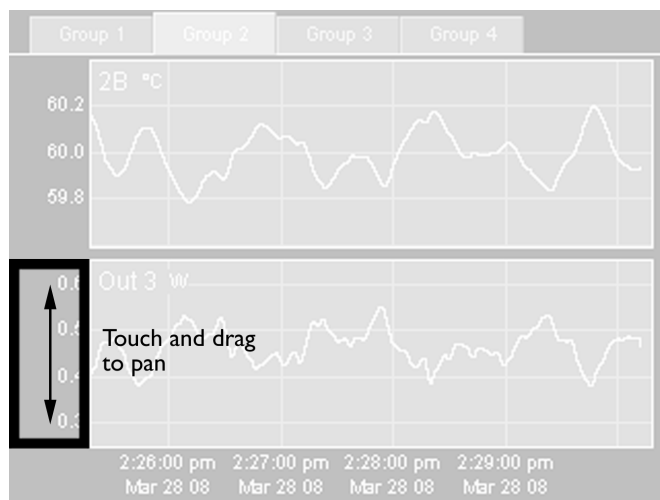 Group 1 Group 2 Group 3 Group 4
2B °C
60.2
60.0
59.8
Out 3 W
Touch and drag
to pan
2:26:00 pm 2:27:00 pm 2:28:00 pm 2:29:00 pm
Mar 28 08 Mar 28 08 Mar 28 08 Mar 28 08